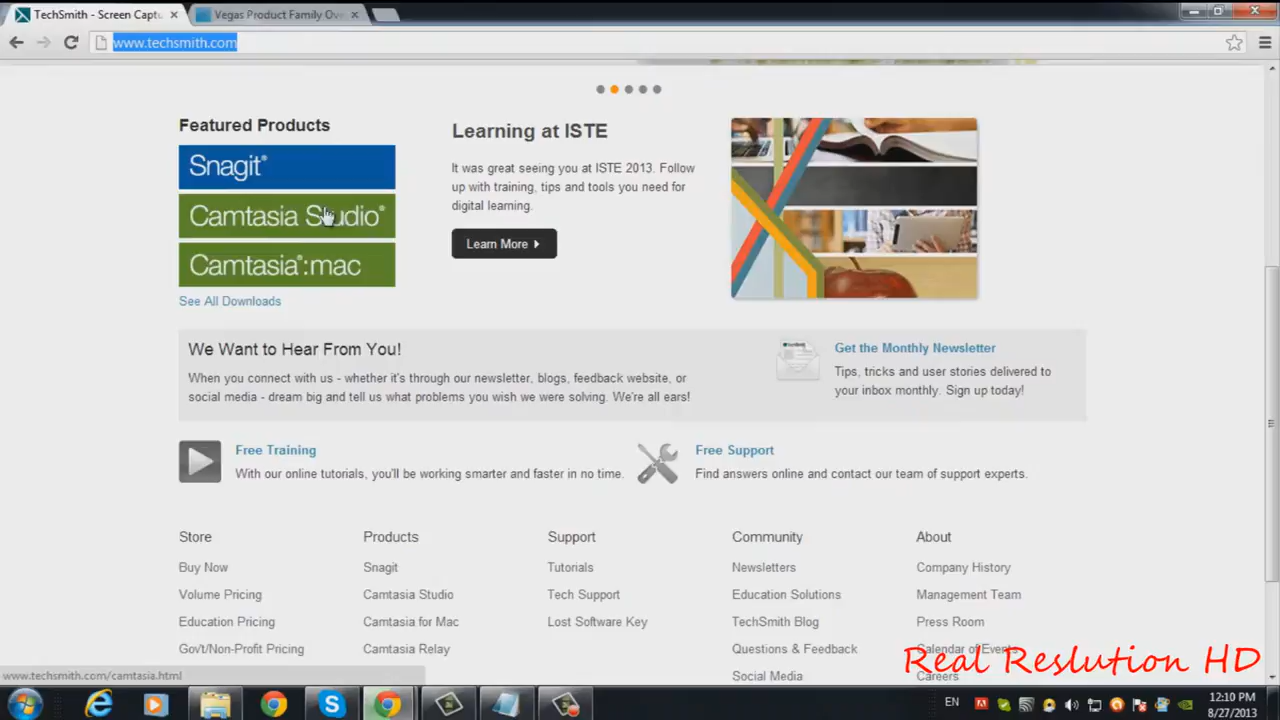 TechSmith - Screen Captu
Vegas Product Family Ove
www.techsmith.com
Featured Products
Snagit®
Camtasia Studio®
Camtasia®:mac
See All Downloads
Learning at ISTE
It was great seeing you at ISTE 2013. Follow
up with training, tips and tools you need for
digital learning.
Learn More
We Want to Hear From You!
When you connect with us - whether it's through our newsletter, blogs, feedback website, or
social media - dream big and tell us what problems you wish we were solving. We're all ears!
Get the Monthly Newsletter
Tips, tricks and user stories delivered to
your inbox monthly. Sign up today!
Free Training
With our online tutorials, you'll be working smarter and faster in no time.
Free Support
Find answers online and contact our team of support experts.
Store
Buy Now
Volume Pricing
Education Pricing
Gov't/Non-Profit Pricing
Products
Snagit
Camtasia Studio
Camtasia for Mac
Camtasia Relay
Support
Tutorials
Tech Support
Lost Software Key
Community
Newsletters
Education Solutions
TechSmith Blog
Questions & Feedback
Social Media
About
Company History
Management Team
Press Room
Calendar of Events
Careers
Real Reslution HD
www.techsmith.com/camtasia.html
EN
12:10 PM
8/27/2013